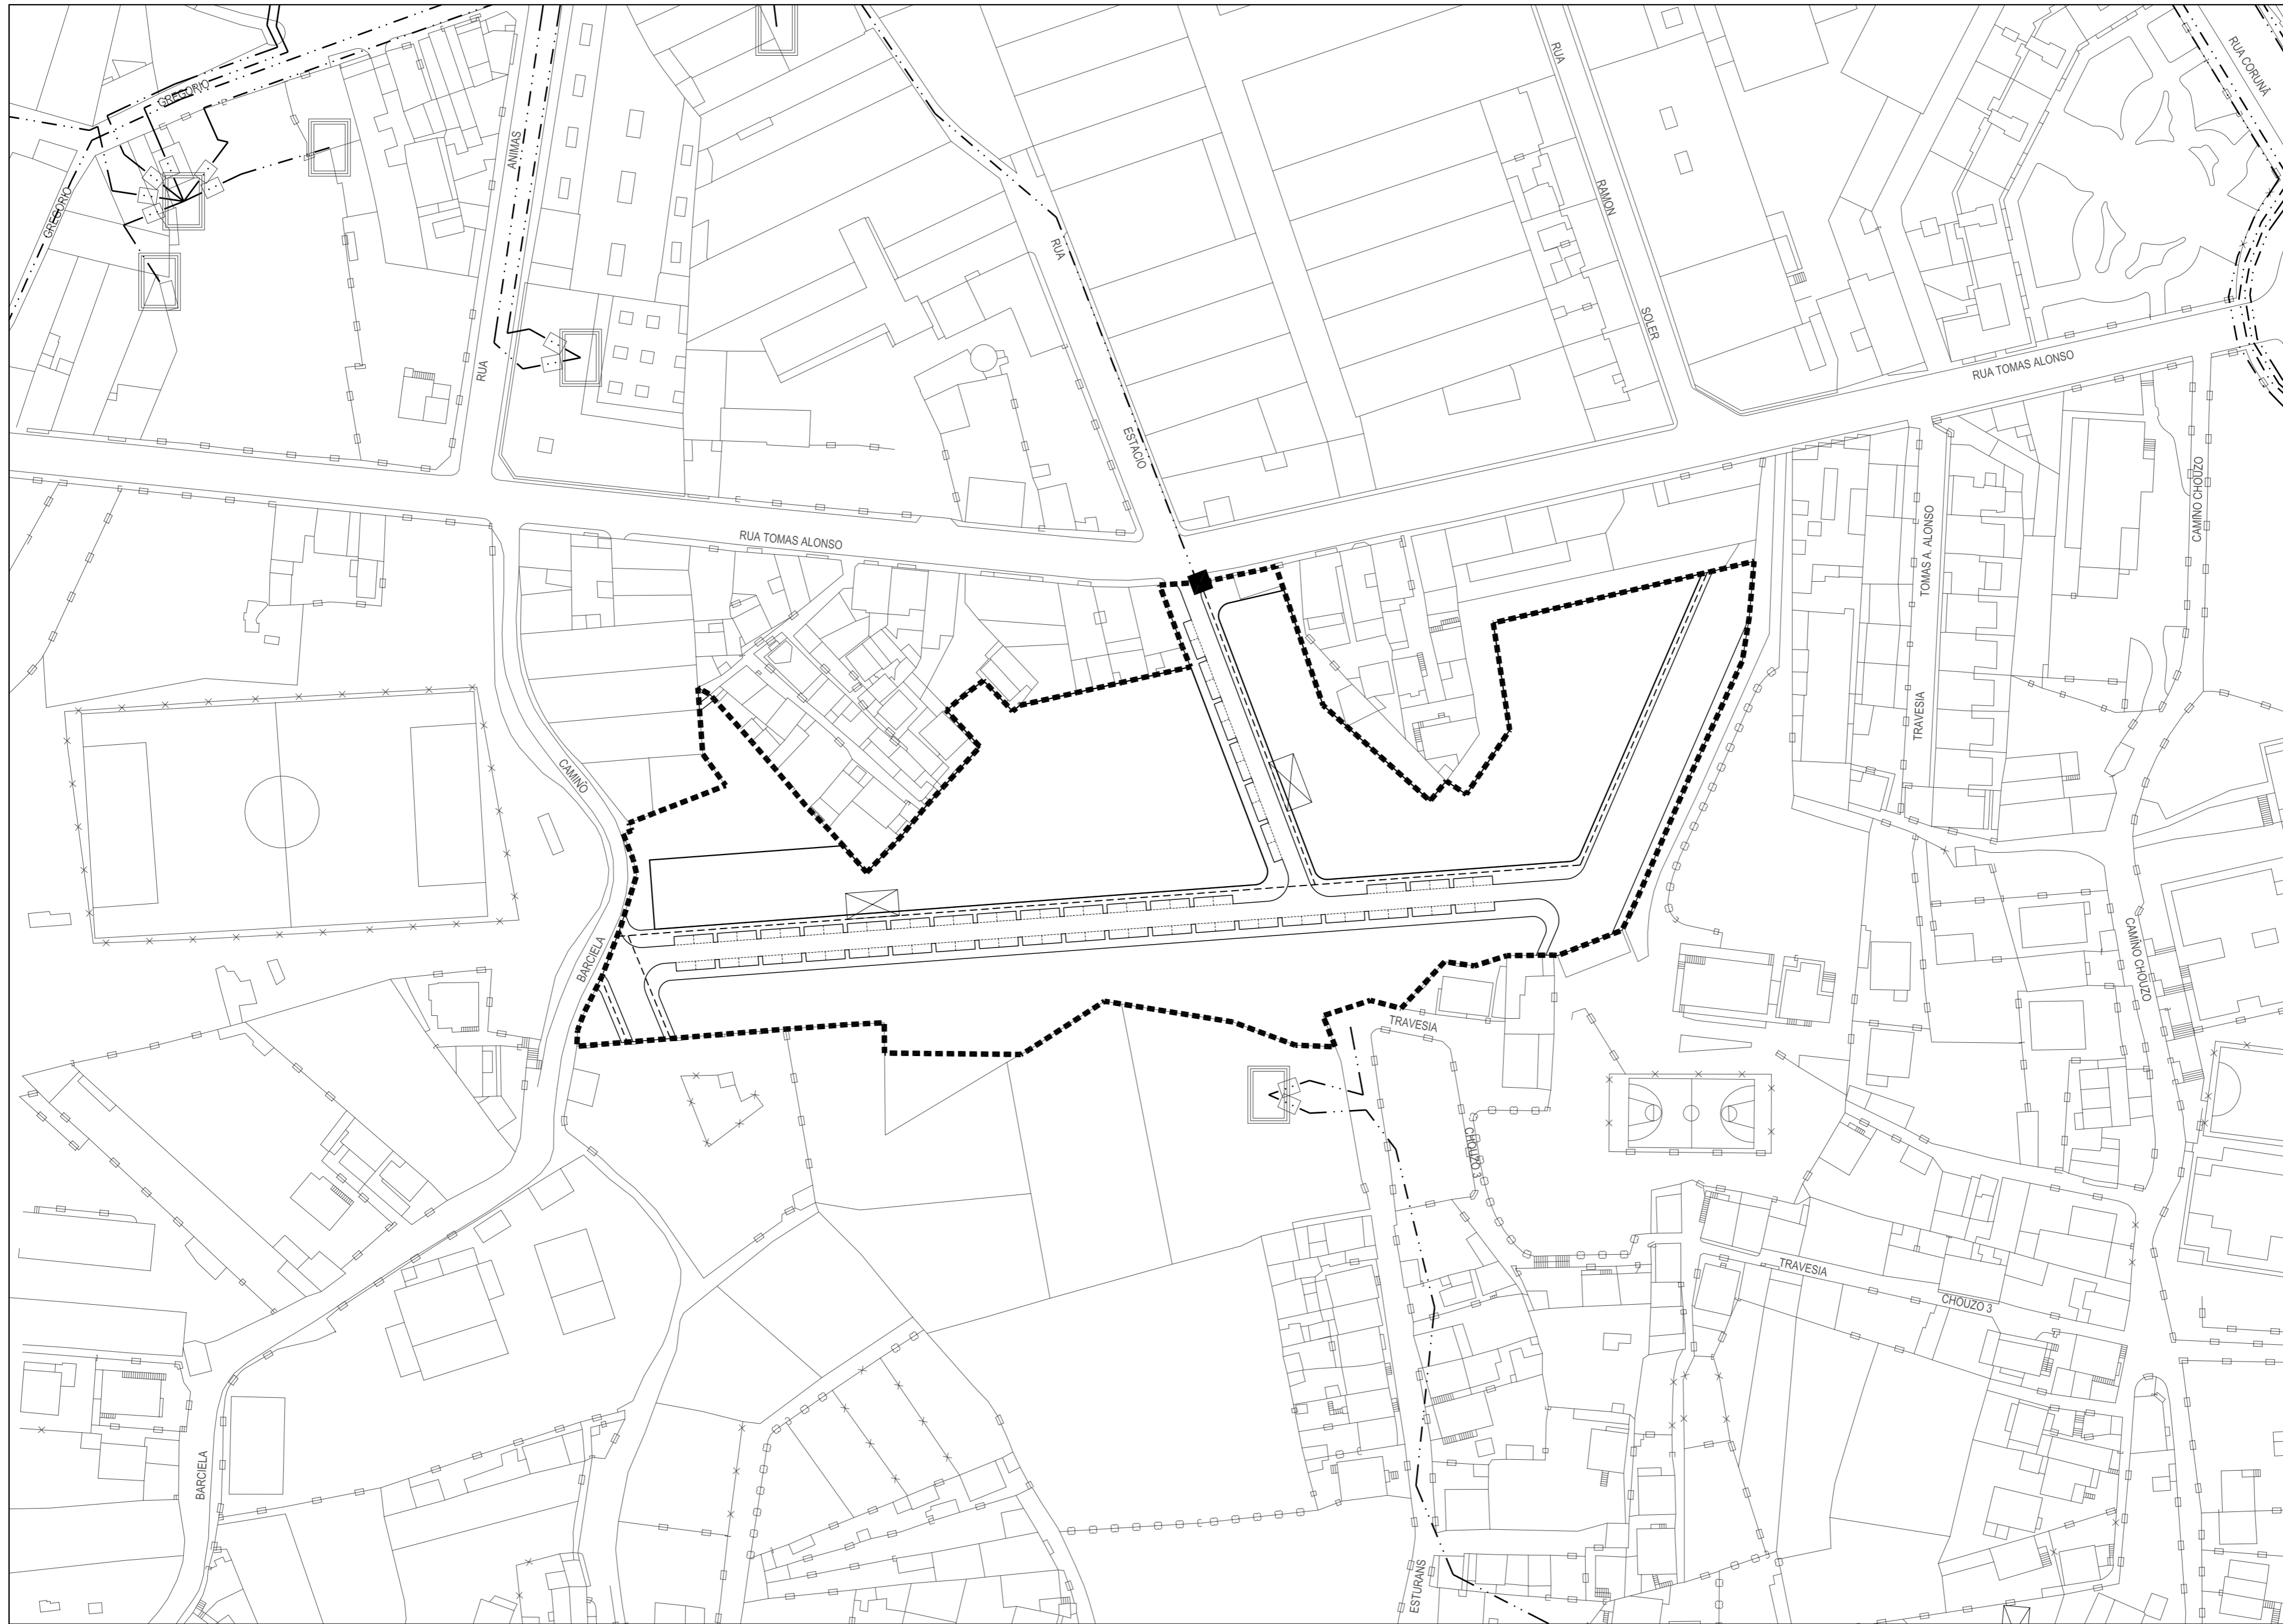 GREGORIO
GREGORIO
RUA
ANIMAS
RUA
ESTACIO
RUA
RAMON
SOLER
RUA CORUNÃ
RUA TOMAS ALONSO
RUA TOMAS ALONSO
CAMIÑO
BARCIELA
TRAVESIA
TOMAS A. ALONSO
CAMIÑO CHOUZO
CAMIÑO CHOUZO
TRAVESIA
CHOUZO 3
TRAVESIA
CHOUZO 3
BARCIELA
ESTURANS